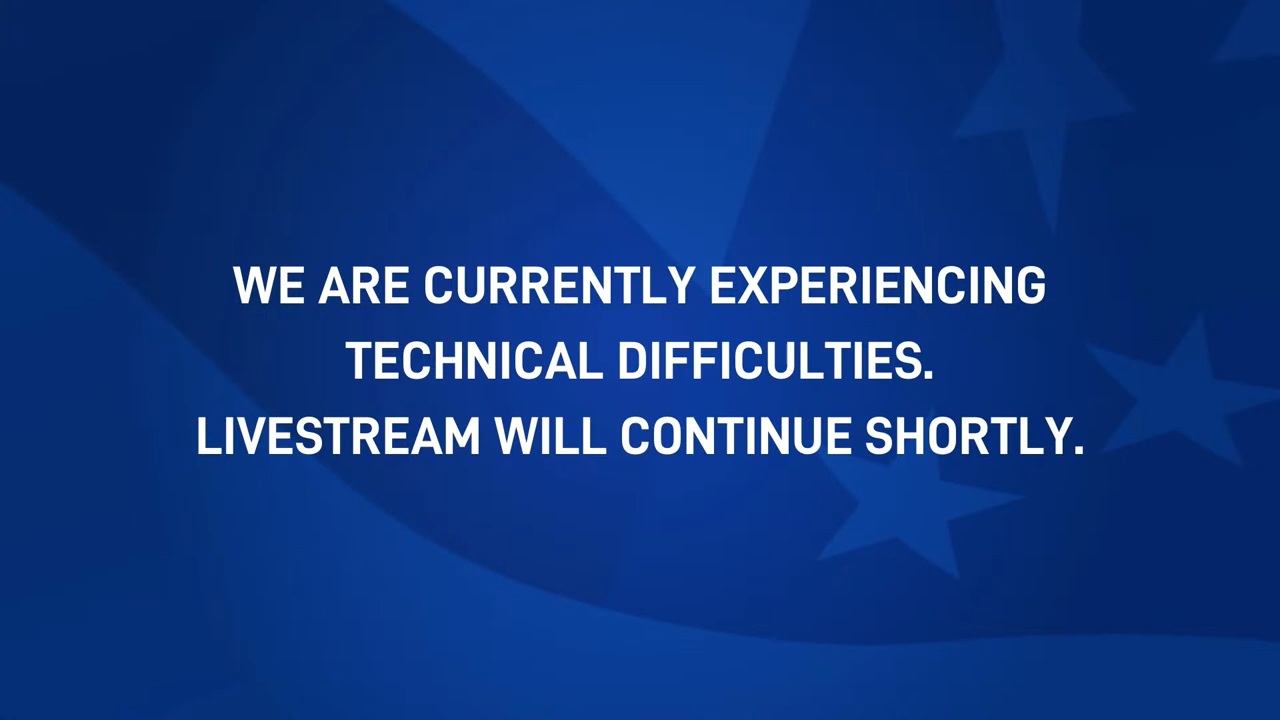 WE ARE CURRENTLY EXPERIENCING
TECHNICAL DIFFICULTIES.
LIVESTREAM WILL CONTINUE SHORTLY.